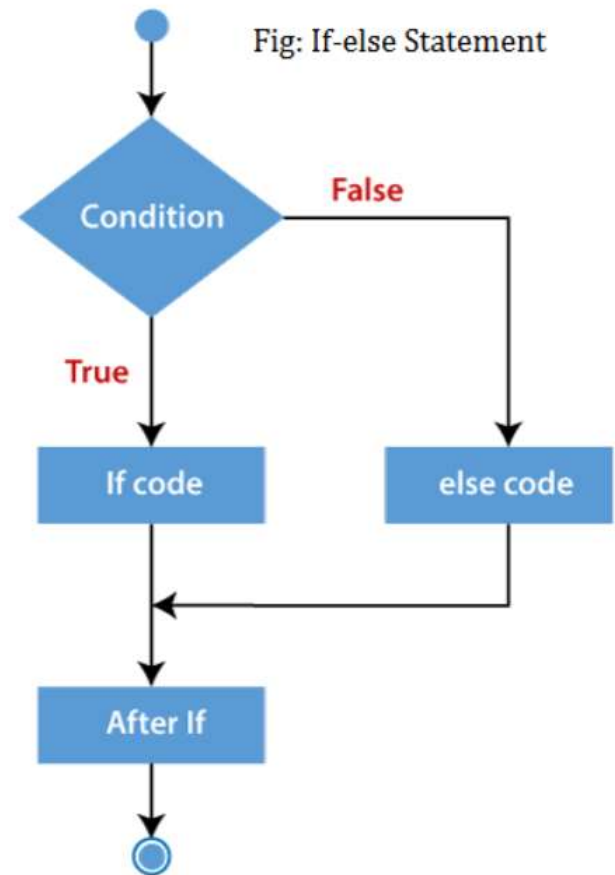 Fig: If-else Statement
Condition
False
True
If code
else code
After If